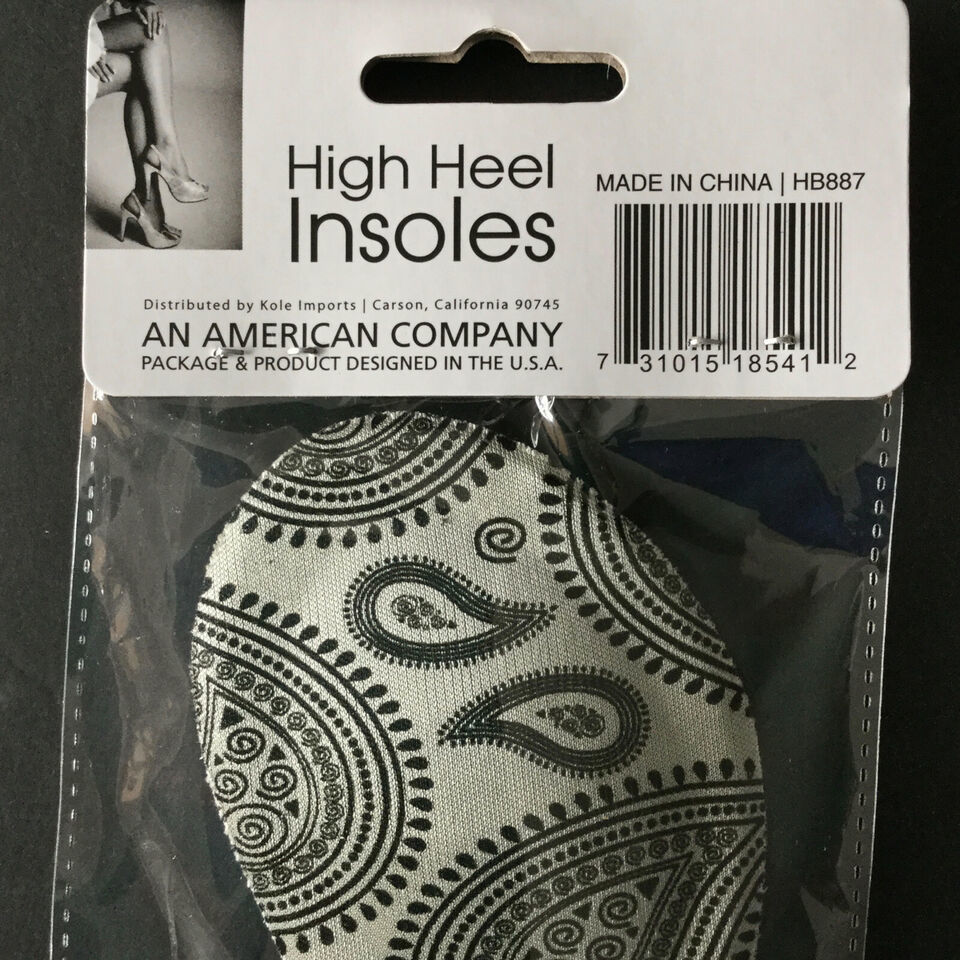 High Heel
Insoles
MADE IN CHINA | HB887
Distributed by Kole Imports | Carson, California 90745
AN AMERICAN COMPANY
PACKAGE & PRODUCT DESIGNED IN THE U.S.A.
7 31015 18541 2